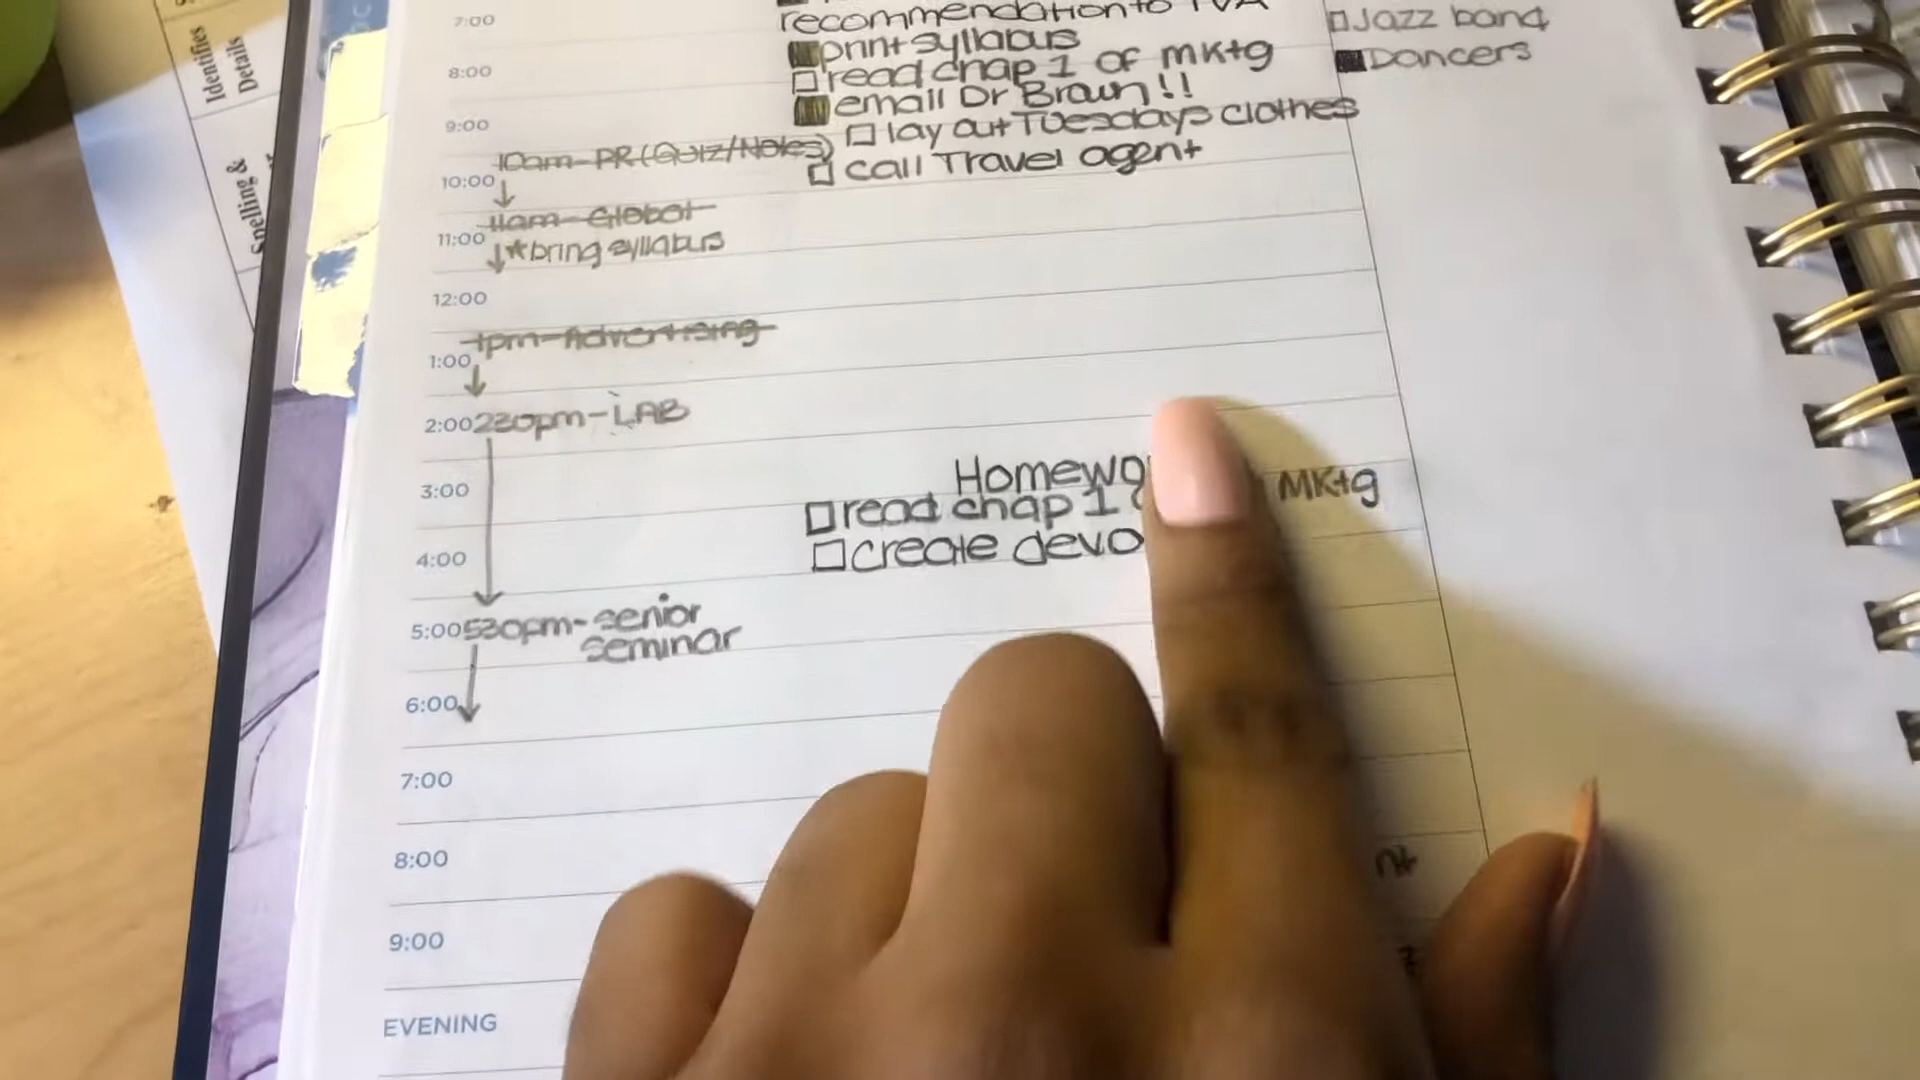 7:00
recommendation to TVA
Jazz band
print syllabus
Dancers
8:00
read chap 1 of mktg
email Dr Braun!!
9:00
lay out Tuesdays clothes
10am-PR (Quiz/Notes)
call Travel agent
10:00
11am-Global
11:00
*bring syllabus
12:00
1pm-Advertising
1:00
2:00 230pm-LAB
3:00
Homewo
read chap 1 MKtg
create devo
4:00
5:00 530pm-senior
seminar
6:00
7:00
8:00
nt
9:00
EVENING
Identifies
Details
Spelling &